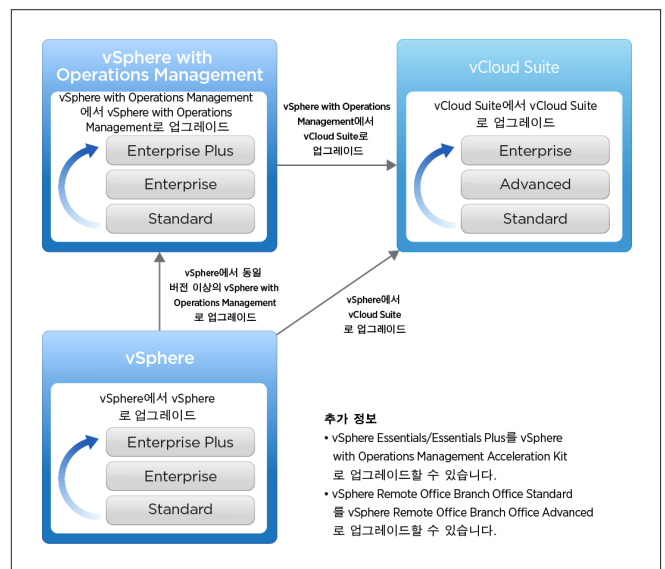 vSphere with
Operations Management
vSphere with Operations Management
에서 vSphere with Operations
Management로 업그레이드
Enterprise Plus
Enterprise
Standard
vSphere with Operations
Management에서
vCloud Suite로
업그레이드
vCloud Suite
vCloud Suite에서 vCloud Suite
로 업그레이드
Enterprise
Advanced
Standard
vSphere에서 동일
버전 이상의 vSphere with
Operations Management
로 업그레이드
vSphere에서
vCloud Suite
로 업그레이드
vSphere
vSphere에서 vSphere
로 업그레이드
Enterprise Plus
Enterprise
Standard
추가 정보
• vSphere Essentials/Essentials Plus를 vSphere
with Operations Management Acceleration Kit
로 업그레이드할 수 있습니다.
• vSphere Remote Office Branch Office Standard
를 vSphere Remote Office Branch Office Advanced
로 업그레이드할 수 있습니다.